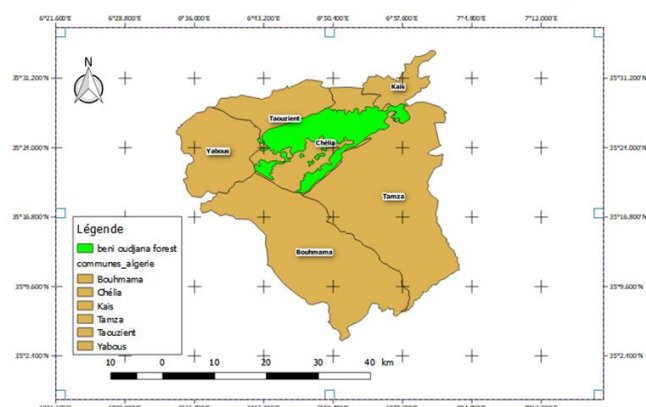 6°21.600'E 6°28.800'E 6°36.000'E 6°43.200'E 6°50.400'E 6°57.600'E 7°4.800'E 7°12.000'E
N
35°31.200'N 35°31.200'N
Kais
Taouzient
Chélia
Yabous
35°24.000'N 35°24.000'N
Tamza
35°16.800'N 35°16.800'N
Bouhmama
Légende
beni oudjana forest
communes_algerie
Bouhmama
Chélia
Kais
Tamza
Taouzient
Yabous
35°9.600'N 35°9.600'N
35°2.400'N 35°2.400'N
10 0 10 20 30 40 km